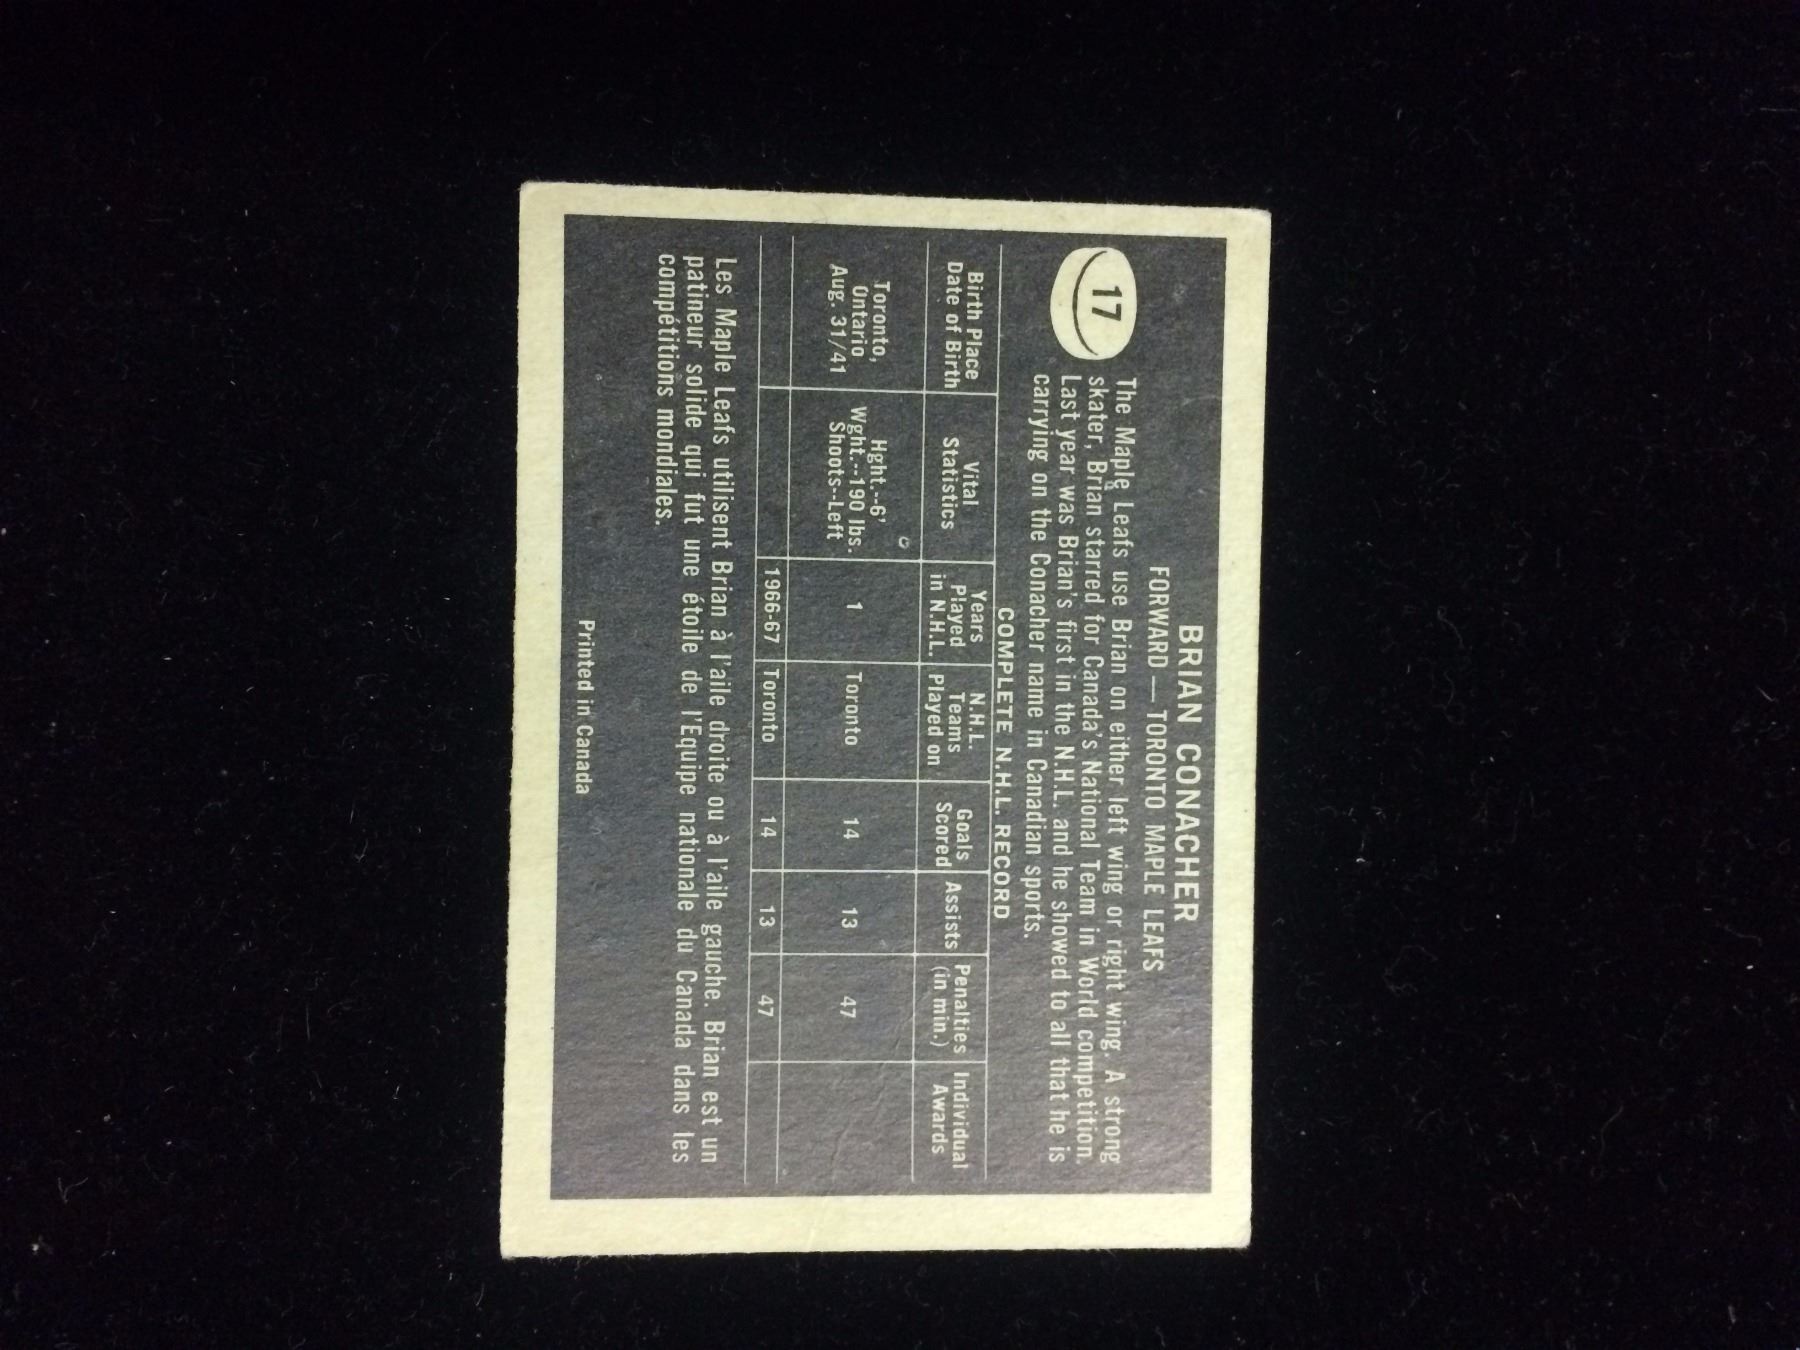 17
BRIAN CONACHER
FORWARD — TORONTO MAPLE LEAFS
The Maple Leafs use Brian on either left wing or right wing. A strong
skater, Brian starred for Canada's National Team in World competition.
Last year was Brian's first in the N.H.L. and he showed to all that he is
carrying on the Conacher name in Canadian sports.
COMPLETE N.H.L. RECORD
Birth Place Date of Birth | Vital Statistics | Years Played in N.H.L. | N.H.L. Teams Played on | Goals Scored | Assists | Penalties (in min.) | Individual Awards
Toronto, Ontario Aug. 31/41 | Hght.--6' Wght.--190 lbs. Shoots--Left | 1 | Toronto | 14 | 13 | 47
1966-67 | Toronto | 14 | 13 | 47
Les Maple Leafs utilisent Brian à l'aile droite ou à l'aile gauche. Brian est un
patineur solide qui fut une étoile de l'Equipe nationale du Canada dans les
compétitions mondiales.
Printed in Canada